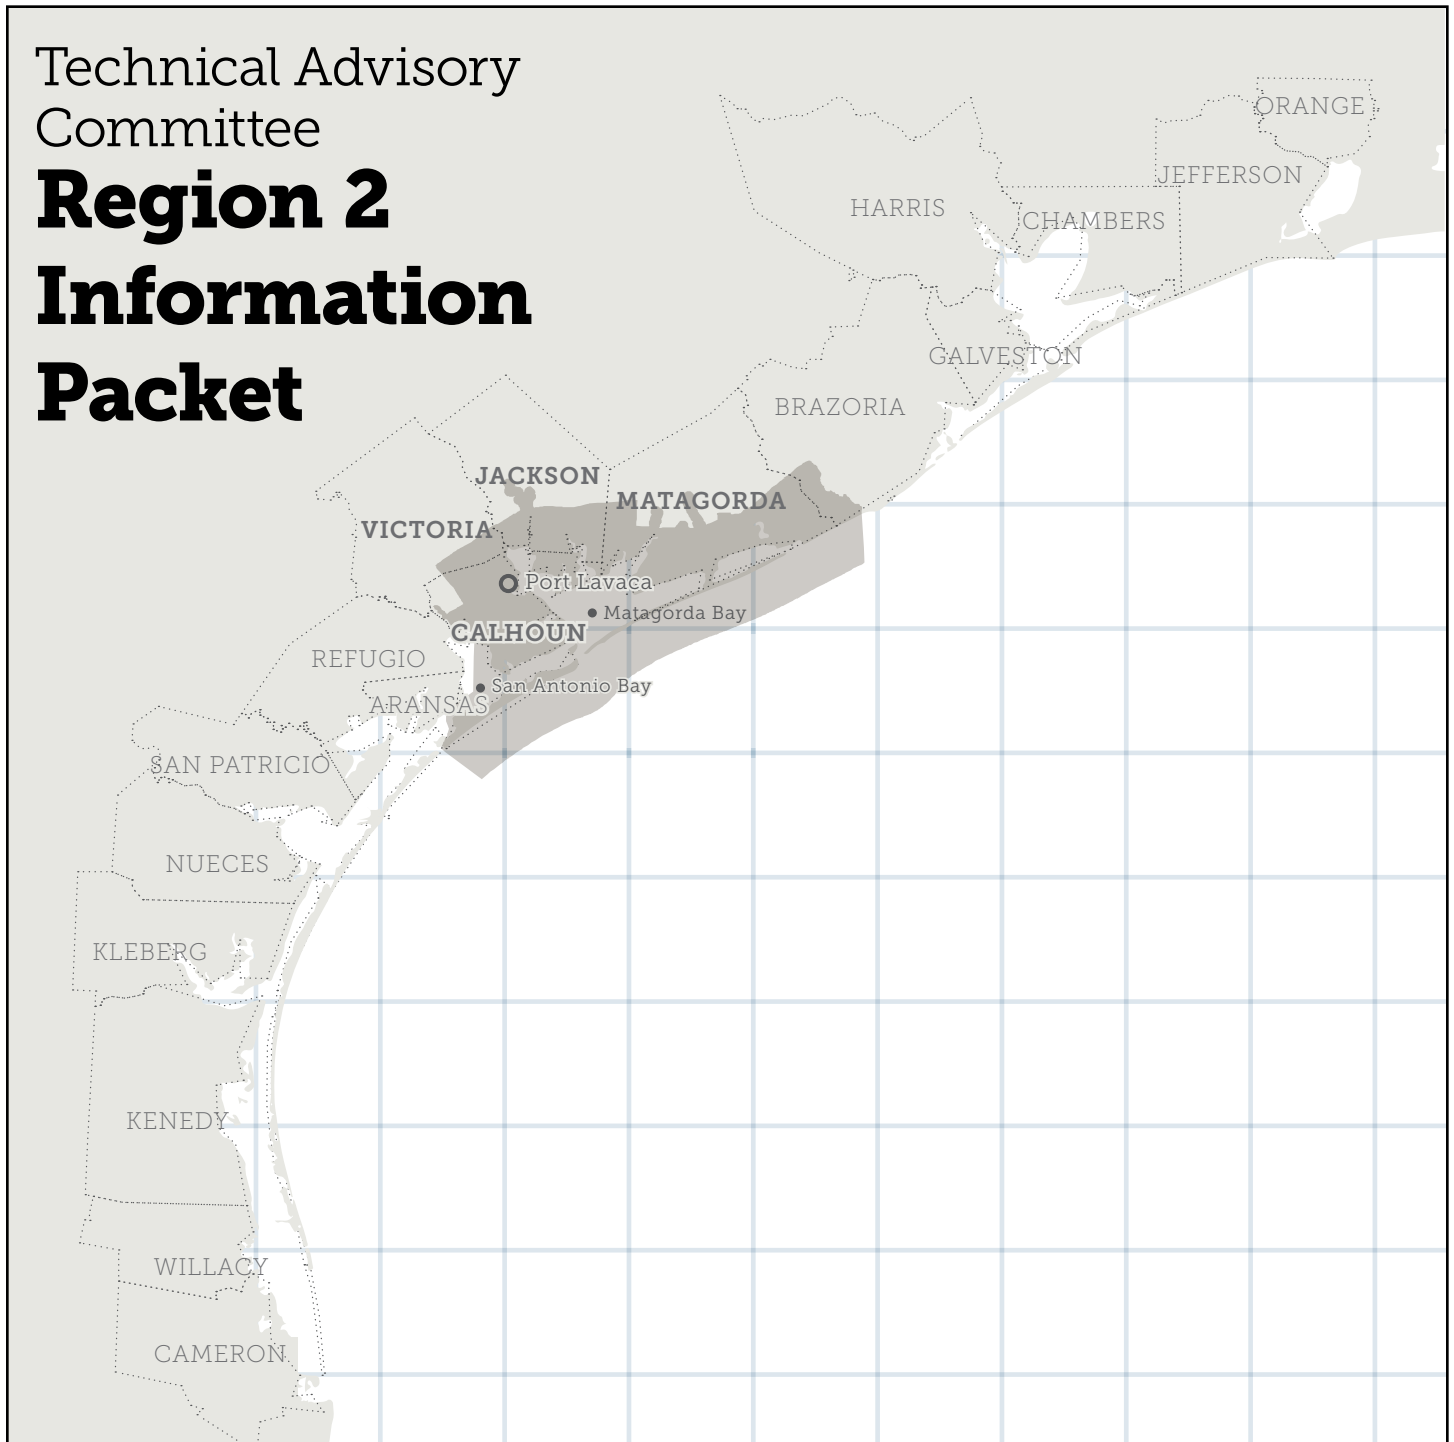 Technical Advisory
Committee
Region 2
Information
Packet
ORANGE
JEFFERSON
HARRIS
CHAMBERS
GALVESTON
BRAZORIA
JACKSON
MATAGORDA
VICTORIA
Port Lavaca
Matagorda Bay
CALHOUN
REFUGIO
San Antonio Bay
ARANSAS
SAN PATRICIO
NUECES
KLEBERG
KENEDY
WILLACY
CAMERON